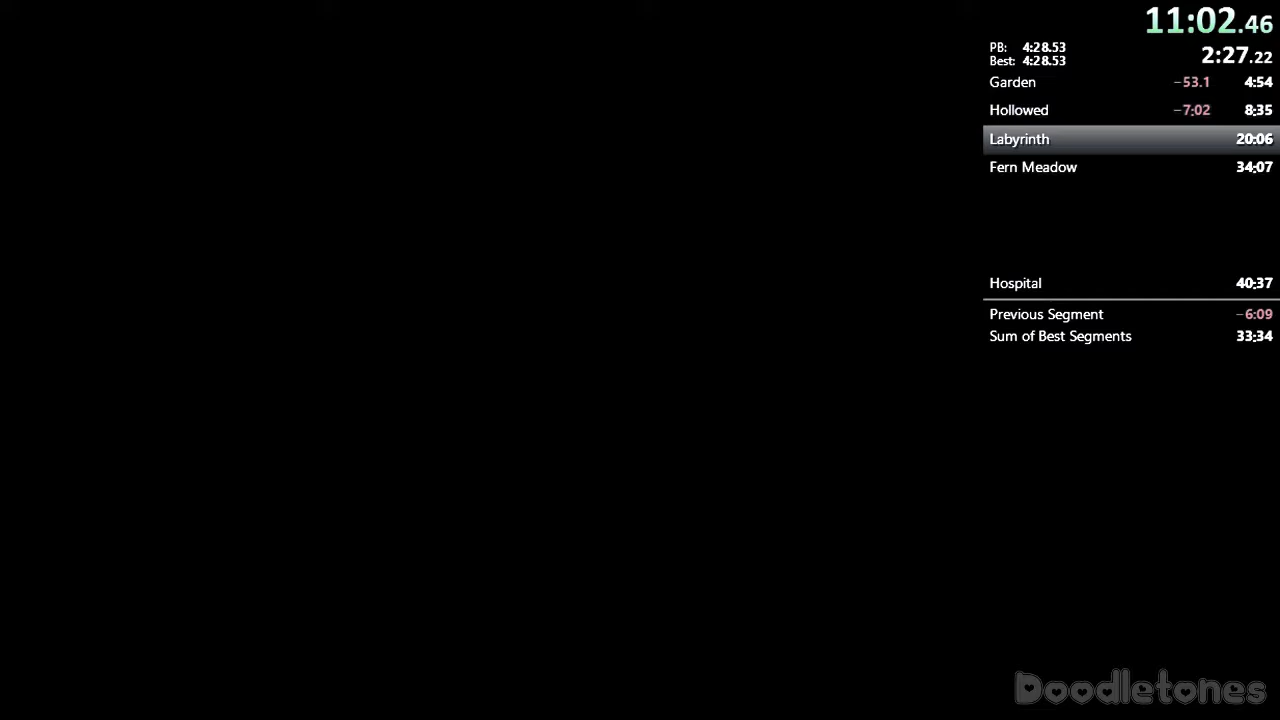 11:02.46
PB: 4:28.53
2:27.22
Best: 4:28.53
Garden −53.1 4:54
Hollowed −7:02 8:35
Labyrinth 20:06
Fern Meadow 34:07
Hospital 40:37
Previous Segment −6:09
Sum of Best Segments 33:34
Doodletones